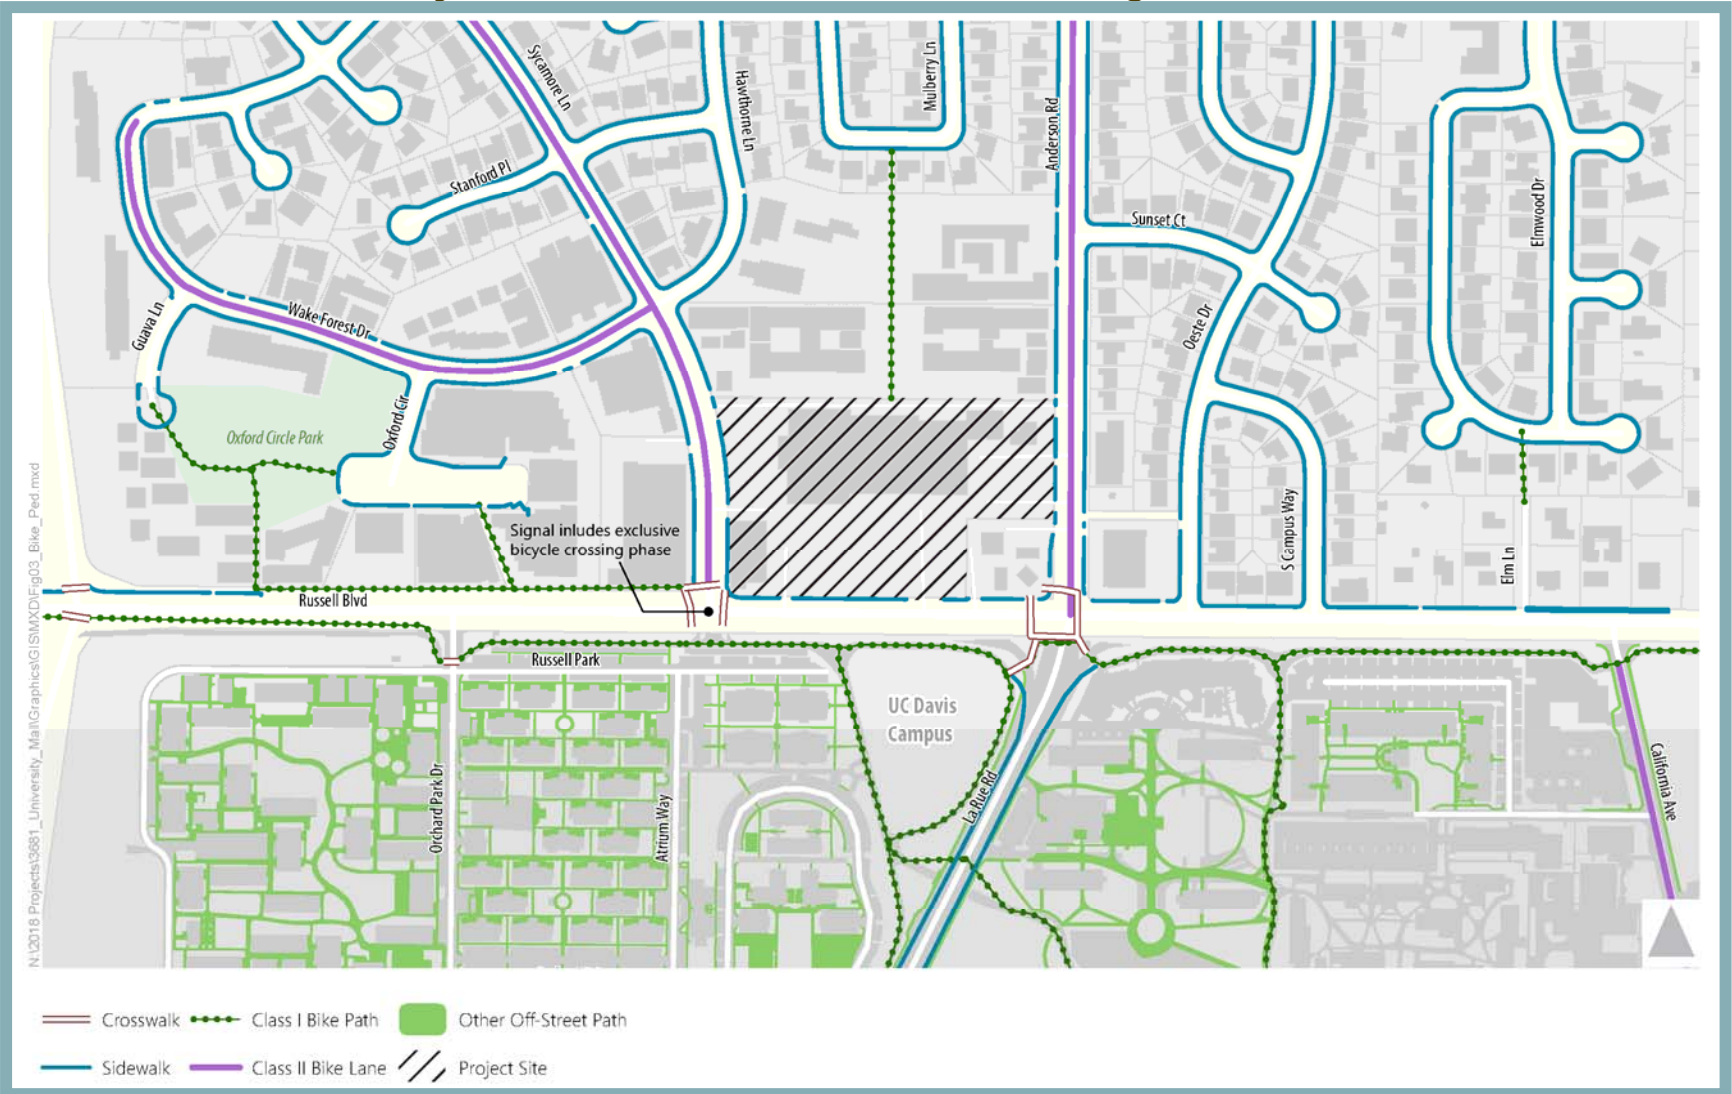 Sycamore Ln
Hawthorne Ln
Mulberry Ln
Anderson Rd
Stanford Pl
Sunset Ct
Elmwood Dr
Guava Ln
Wake Forest Dr
Oeste Dr
Oxford Circle Park
Oxford Cir
Signal inludes exclusive
bicycle crossing phase
S Campus Way
Elm Ln
Russell Blvd
Russell Park
UC Davis
Campus
Orchard Park Dr
Atrium Way
La Rue Rd
California Ave
N:\2018 Projects\3681_University_Mall\Graphics\GIS\MXD\Fig03_Bike_Ped.mxd
Crosswalk
Class I Bike Path
Other Off-Street Path
Sidewalk
Class II Bike Lane
Project Site